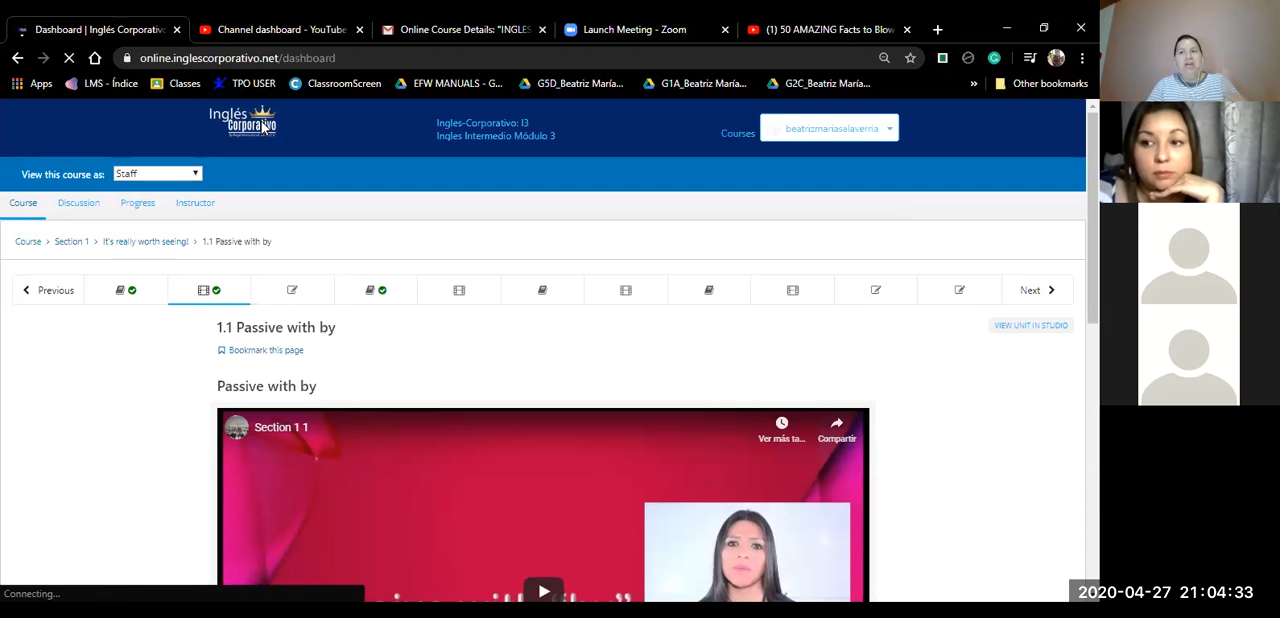 Dashboard | Inglés Corporativo
Channel dashboard - YouTube
Online Course Details: "INGLES
Launch Meeting - Zoom
(1) 50 AMAZING Facts to Blow
online.inglescorporativo.net/dashboard
Apps
LMS - Índice
Classes
TPO USER
ClassroomScreen
EFW MANUALS - G...
G5D_Beatriz María...
G1A_Beatriz María...
G2C_Beatriz María...
»
Other bookmarks
Inglés
Corporativo
Ingles-Corporativo: I3
Ingles Intermedio Módulo 3
Courses
beatrizmariasalaverria
View this course as:
Staff
Course
Discussion
Progress
Instructor
Course > Section 1 > It's really worth seeing! > 1.1 Passive with by
Previous
Next
1.1 Passive with by
VIEW UNIT IN STUDIO
Bookmark this page
Passive with by
Section 1 1
Ver más ta...
Compartir
Connecting...
2020-04-27 21:04:33